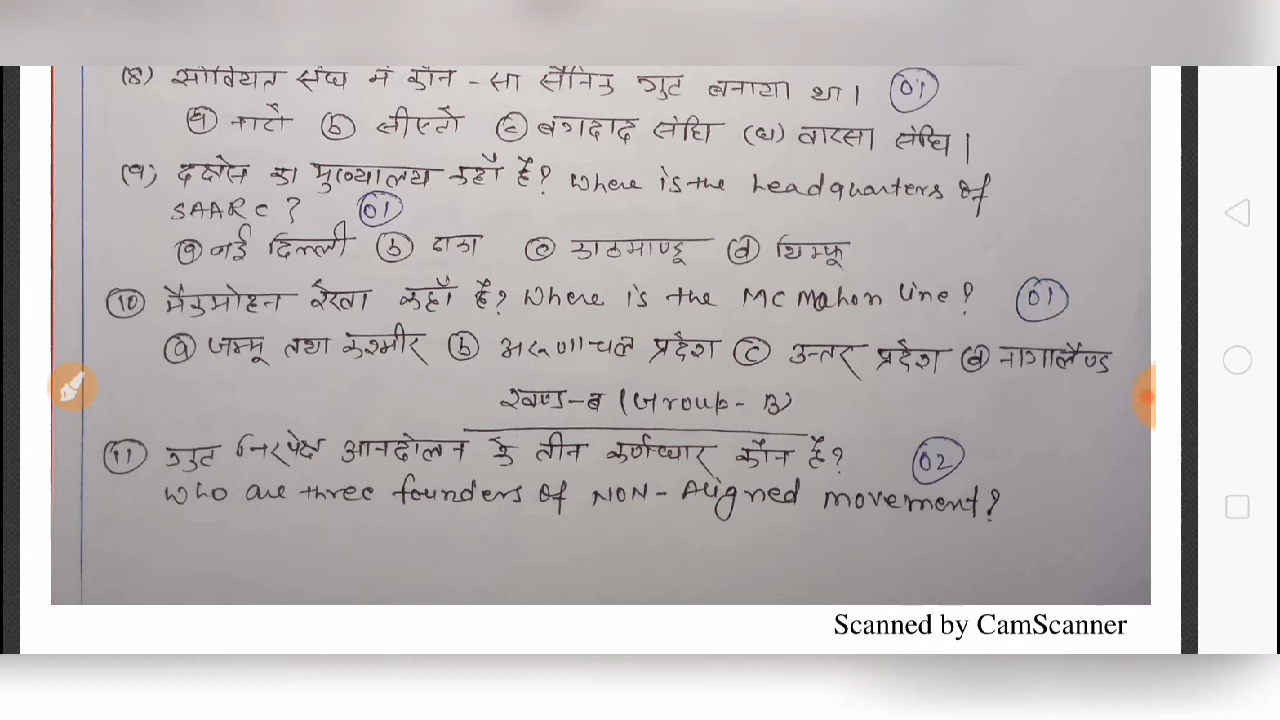 (8) सोवियत संघ ने कौन - सा सैनिक गुट बनाया था। 01
(a) नाटो (b) सीएटो (c) बगदाद संधि (d) वारसा संधि।
(9) दक्षेस का मुख्यालय कहाँ है? Where is the headquarters of
SAARC? 01
(a) नई दिल्ली (b) ढाका (c) काठमाण्डू (d) थिम्फू
(10) मैकमोहन रेखा कहाँ है? Where is the Mc Mahon line? 01
(a) जम्मू तथा कश्मीर (b) अरूणाचल प्रदेश (c) उत्तर प्रदेश (d) नागालैण्ड
खण्ड-ब (Group-B)
(11) गुट निरपेक्ष आनदोलन के तीन कर्णधार कौन है? 02
Who are three founders of NON-Aligned movement?
Scanned by CamScanner